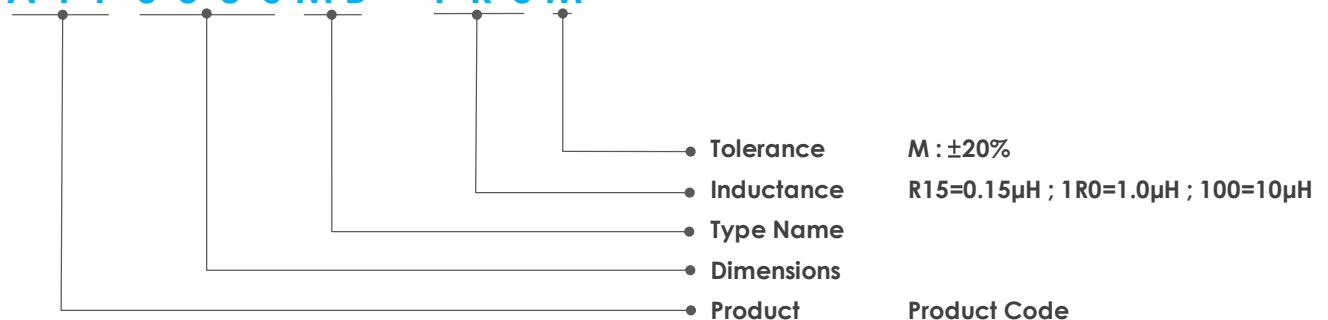 Tolerance M : ±20%
Inductance R15=0.15µH ; 1R0=1.0µH ; 100=10µH
Type Name
Dimensions
Product Product Code